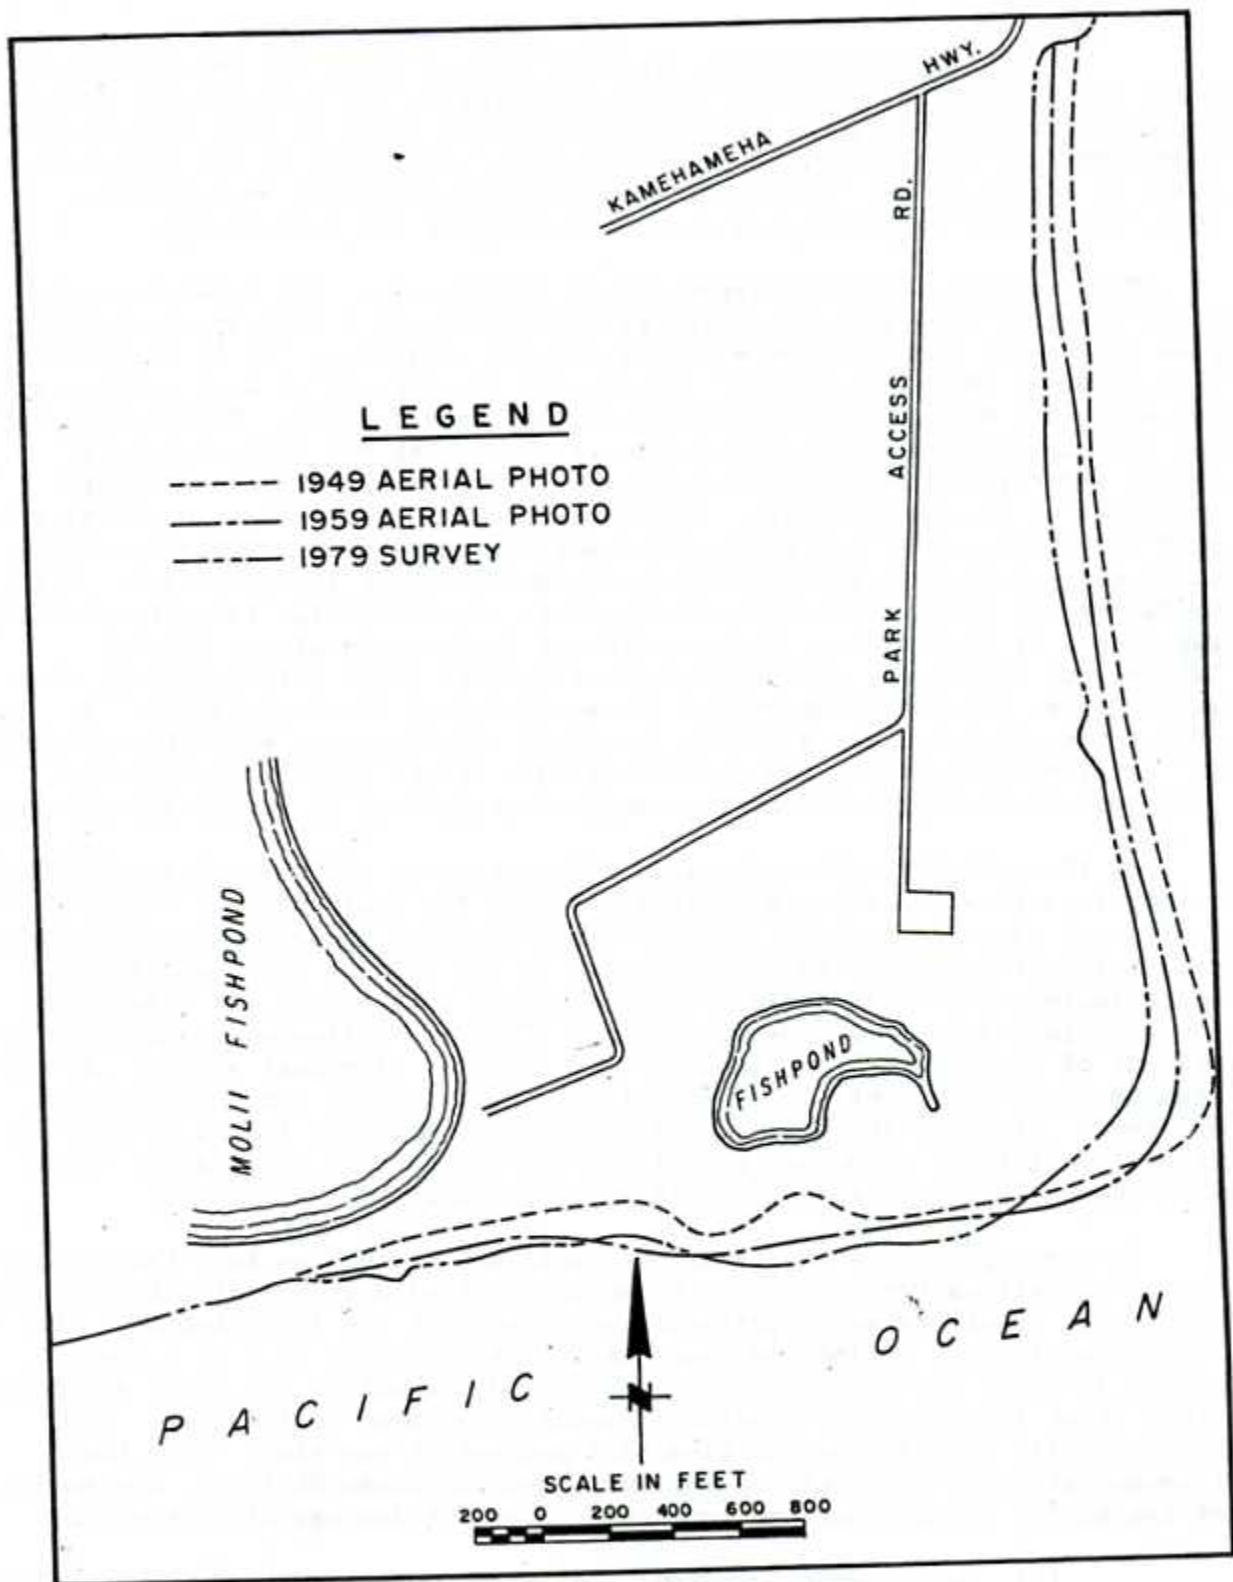 KAMEHAMEHA HWY.
PARK ACCESS RD.
LEGEND
1949 AERIAL PHOTO
1959 AERIAL PHOTO
1979 SURVEY
MOLII FISHPOND
FISHPOND
PACIFIC OCEAN
N
SCALE IN FEET
200 0 200 400 600 800